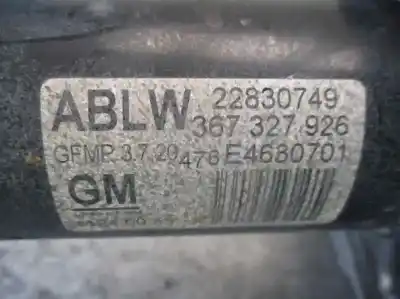 ABLW 22830749
367 327 926
GFMP 3.7.20 476 E4680701
GM